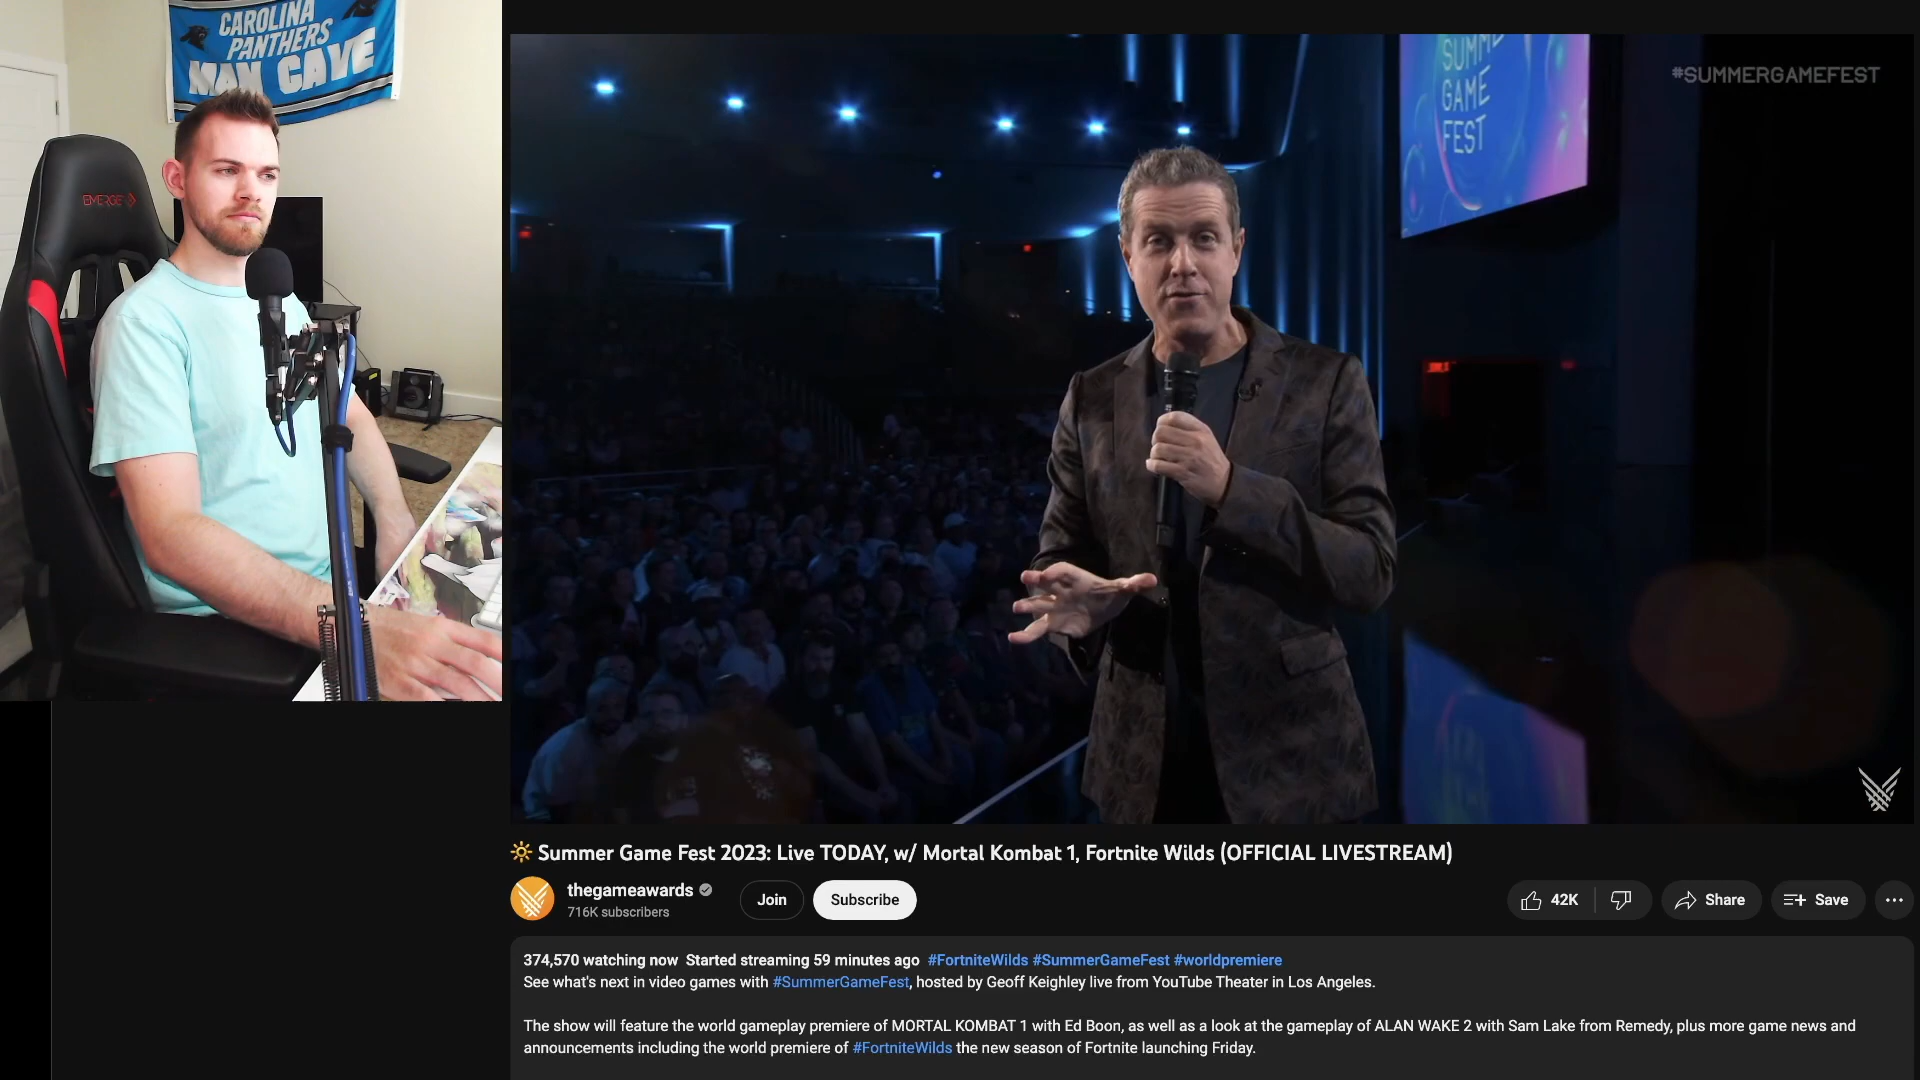 CAROLINA
PANTHERS
MAN CAVE
EMERGE
SUMM
GAME
FEST
#SUMMERGAMEFEST
Summer Game Fest 2023: Live TODAY, w/ Mortal Kombat 1, Fortnite Wilds (OFFICIAL LIVESTREAM)
thegameawards
716K subscribers
Join
Subscribe
42K
Share
Save
374,570 watching now Started streaming 59 minutes ago #FortniteWilds #SummerGameFest #worldpremiere
See what's next in video games with #SummerGameFest, hosted by Geoff Keighley live from YouTube Theater in Los Angeles.
The show will feature the world gameplay premiere of MORTAL KOMBAT 1 with Ed Boon, as well as a look at the gameplay of ALAN WAKE 2 with Sam Lake from Remedy, plus more game news and
announcements including the world premiere of #FortniteWilds the new season of Fortnite launching Friday.